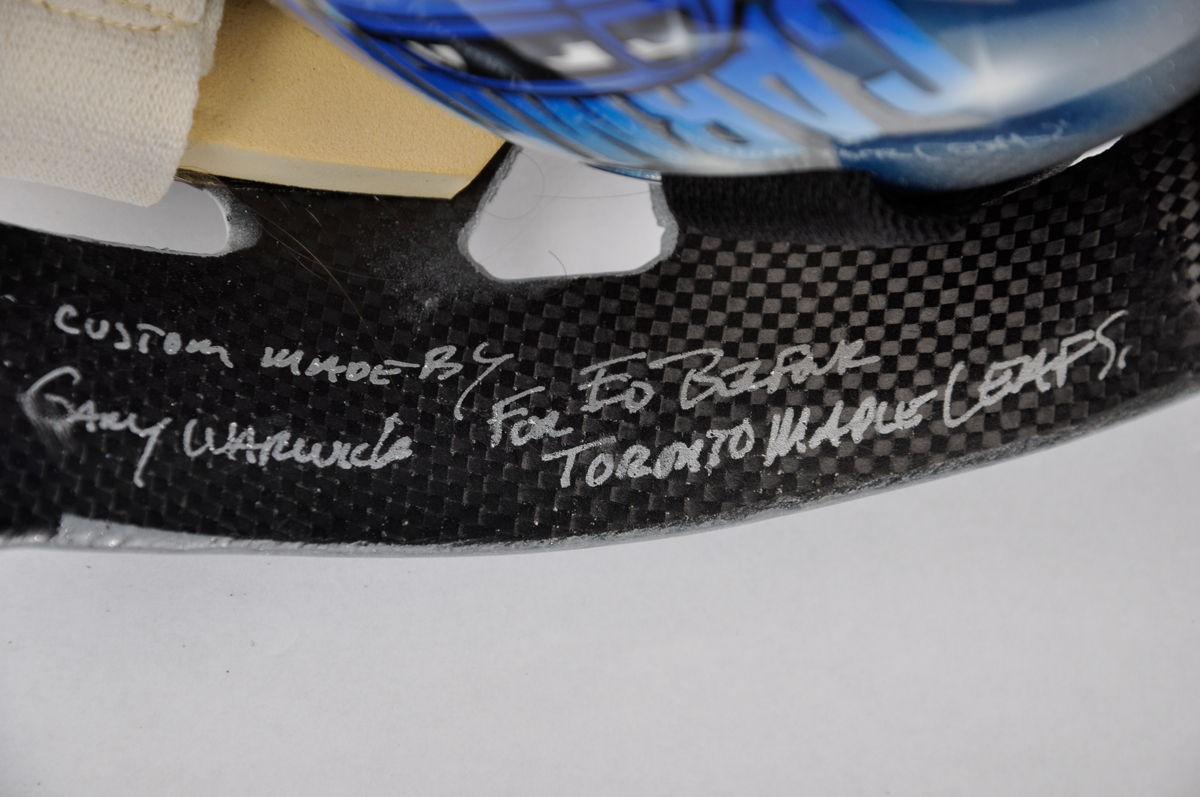 CUSTOM MADE BY
GARY WARWICK
FOR ED BELFOUR
TORONTO MAPLE LEAFS.